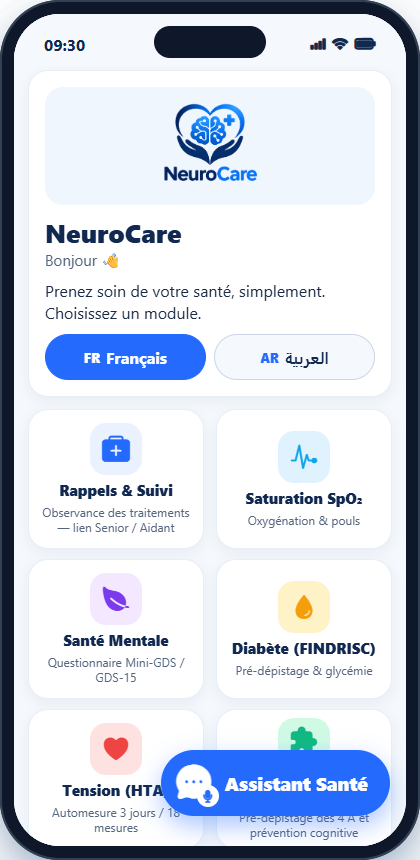 09:30
NeuroCare
NeuroCare
Bonjour 👋
Prenez soin de votre santé, simplement.
Choisissez un module.
FR Français
AR العربية
Rappels & Suivi
Observance des traitements
— lien Senior / Aidant
Saturation SpO₂
Oxygénation & pouls
Santé Mentale
Questionnaire Mini-GDS /
GDS-15
Diabète (FINDRISC)
Pré-dépistage & glycémie
Tension (HTA
Automesure 3 jours / 18
mesures
Assistant Santé
Pré-dépistage des 4 A et
prévention cognitive